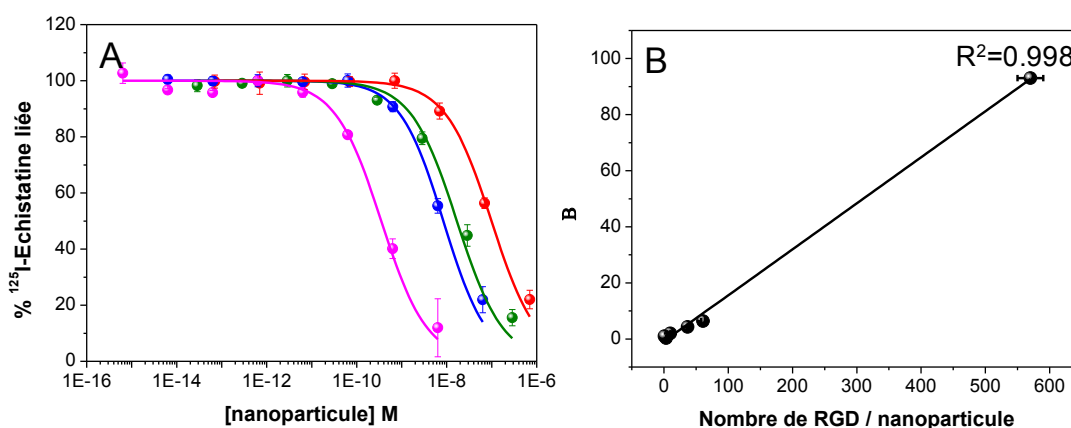 A
% ¹²⁵I-Echistatine liée
120
100
80
60
40
20
0
1E-16 1E-14 1E-12 1E-10 1E-8 1E-6
[nanoparticule] M
B
R²=0.998
B
100
80
60
40
20
0
0 100 200 300 400 500 600
Nombre de RGD / nanoparticule